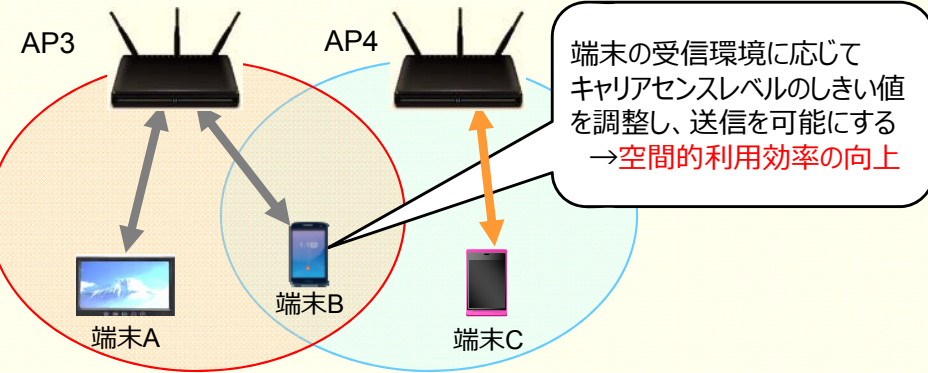 AP3
AP4
端末の受信環境に応じて
キャリアセンスレベルのしきい値
を調整し、送信を可能にする
→空間的利用効率の向上
端末A
端末B
端末C